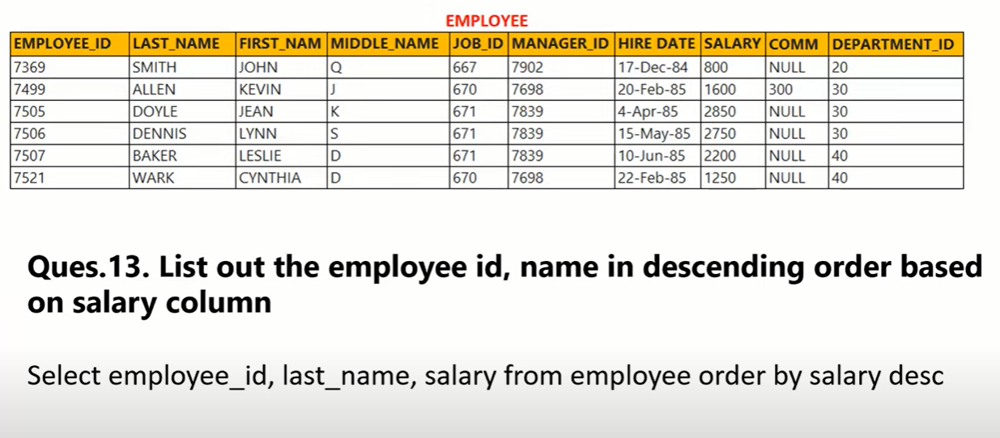 EMPLOYEE
EMPLOYEE_ID LAST_NAME FIRST_NAM MIDDLE_NAME JOB_ID MANAGER_ID HIRE DATE SALARY COMM DEPARTMENT_ID
7369 SMITH JOHN Q 667 7902 17-Dec-84 800 NULL 20
7499 ALLEN KEVIN J 670 7698 20-Feb-85 1600 300 30
7505 DOYLE JEAN K 671 7839 4-Apr-85 2850 NULL 30
7506 DENNIS LYNN S 671 7839 15-May-85 2750 NULL 30
7507 BAKER LESLIE D 671 7839 10-Jun-85 2200 NULL 40
7521 WARK CYNTHIA D 670 7698 22-Feb-85 1250 NULL 40
Ques.13. List out the employee id, name in descending order based
on salary column
Select employee_id, last_name, salary from employee order by salary desc